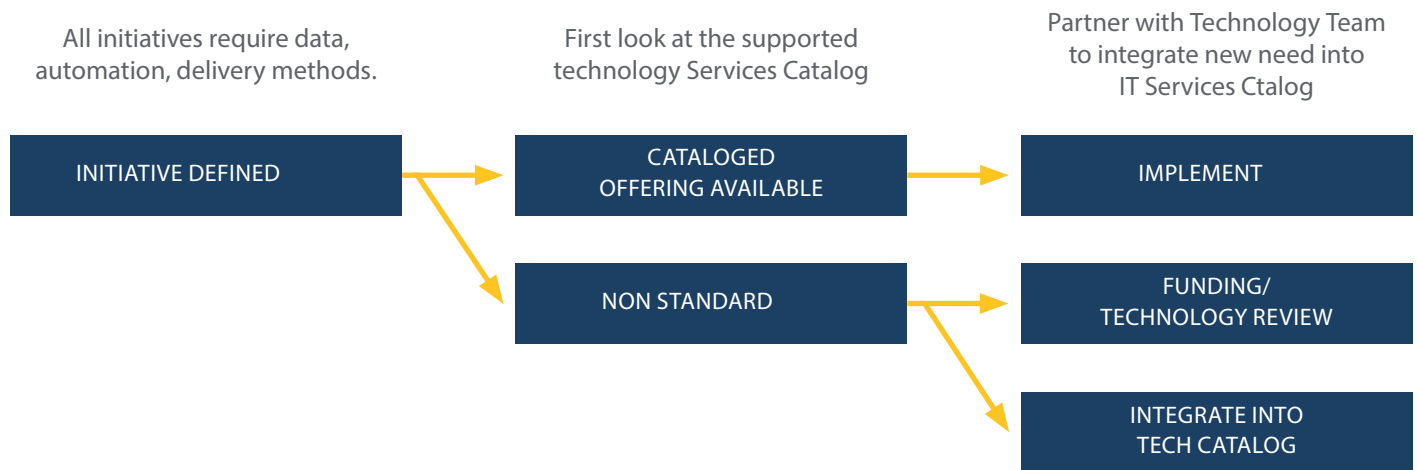 All initiatives require data,
automation, delivery methods.
First look at the supported
technology Services Catalog
Partner with Technology Team
to integrate new need into
IT Services Ctalog
INITIATIVE DEFINED
CATALOGED
OFFERING AVAILABLE
IMPLEMENT
NON STANDARD
FUNDING/
TECHNOLOGY REVIEW
INTEGRATE INTO
TECH CATALOG